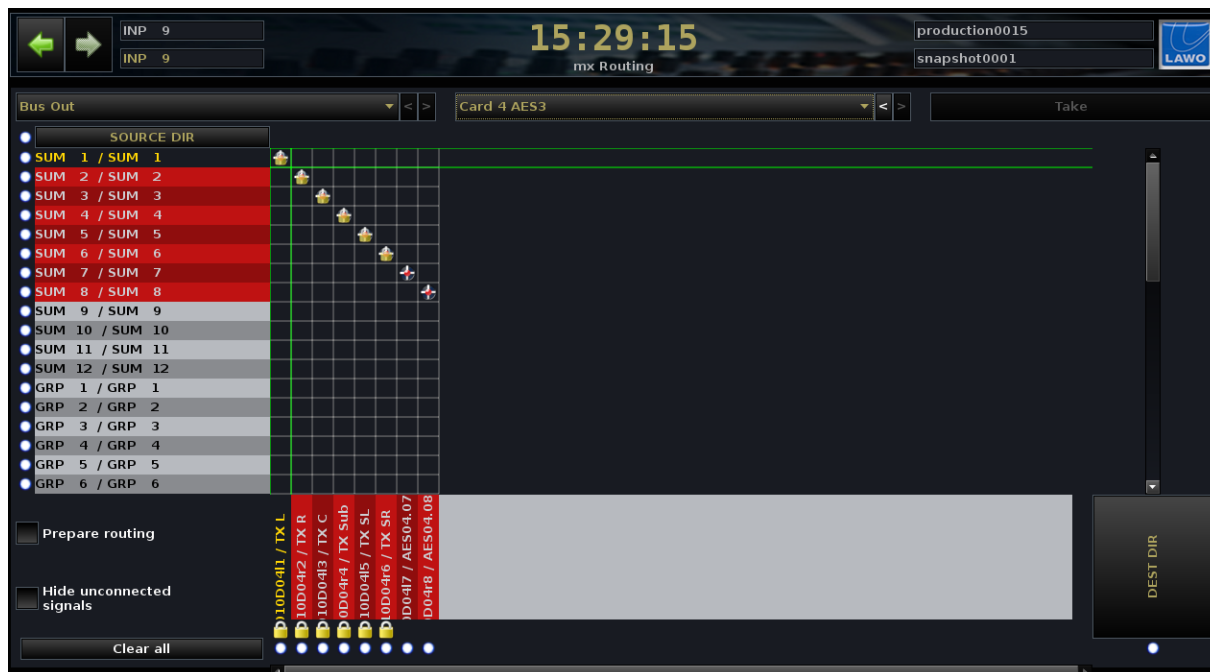 INP 9
INP 9
15:29:15
mx Routing
production0015
snapshot0001
LAWO
Bus Out
< >
Card 4 AES3
< >
Take
SOURCE DIR
SUM 1 / SUM 1
SUM 2 / SUM 2
SUM 3 / SUM 3
SUM 4 / SUM 4
SUM 5 / SUM 5
SUM 6 / SUM 6
SUM 7 / SUM 7
SUM 8 / SUM 8
SUM 9 / SUM 9
SUM 10 / SUM 10
SUM 11 / SUM 11
SUM 12 / SUM 12
GRP 1 / GRP 1
GRP 2 / GRP 2
GRP 3 / GRP 3
GRP 4 / GRP 4
GRP 5 / GRP 5
GRP 6 / GRP 6
Prepare routing
Hide unconnected
signals
Clear all
10D04l1 / TX L
10D04r2 / TX R
10D04l3 / TX C
0D04r4 / TX Sub
10D04l5 / TX SL
10D04r6 / TX SR
0D04l7 / AES04.07
D04r8 / AES04.08
DEST DIR